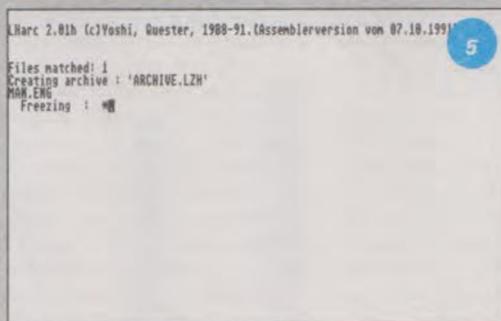 LHarc 2.01h (c)Yoshi, Quester, 1988-91.(Assemblerversion vom 07.10.1991
5
Files matched: 1
Creating archive : 'ARCHIVE.LZH'
MAN.ENG
Freezing : *